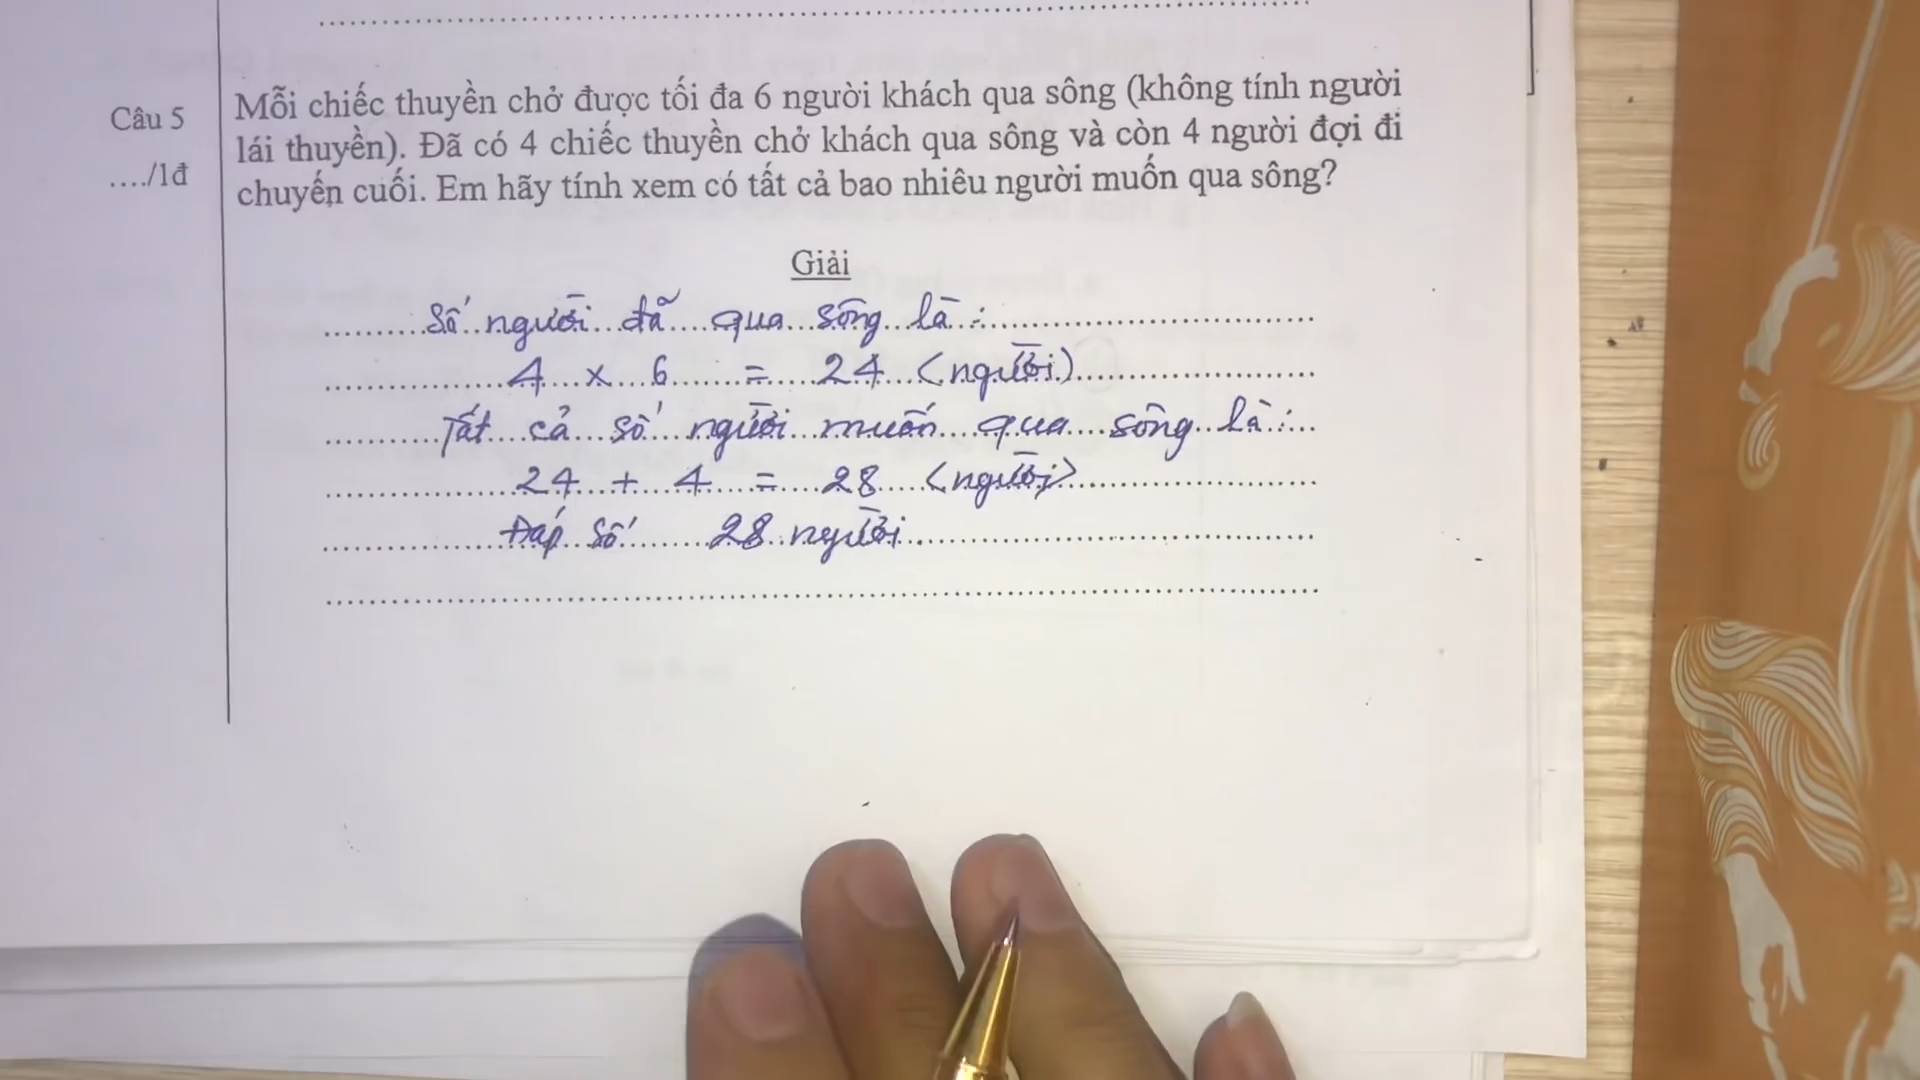 Câu 5
..../1đ
Mỗi chiếc thuyền chở được tối đa 6 người khách qua sông (không tính người
lái thuyền). Đã có 4 chiếc thuyền chở khách qua sông và còn 4 người đợi đi
chuyến cuối. Em hãy tính xem có tất cả bao nhiêu người muốn qua sông?
Giải
Số người đã qua sông là:
4 x 6 = 24 (người)
Tất cả số người muốn qua sông là:
24 + 4 = 28 (người)
Đáp số 28 người.